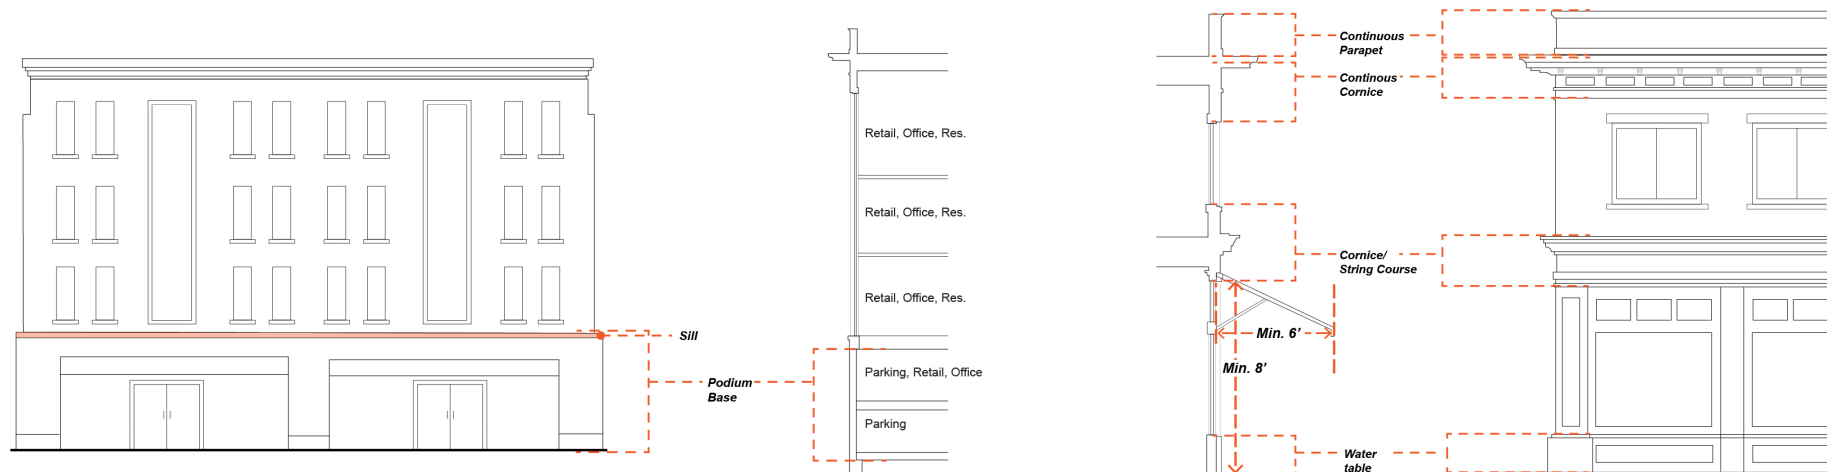 Retail, Office, Res.
Retail, Office, Res.
Retail, Office, Res.
Sill
Podium
Base
Parking, Retail, Office
Parking
Continuous
Parapet
Continous
Cornice
Cornice/
String Course
Min. 6'
Min. 8'
Water
table